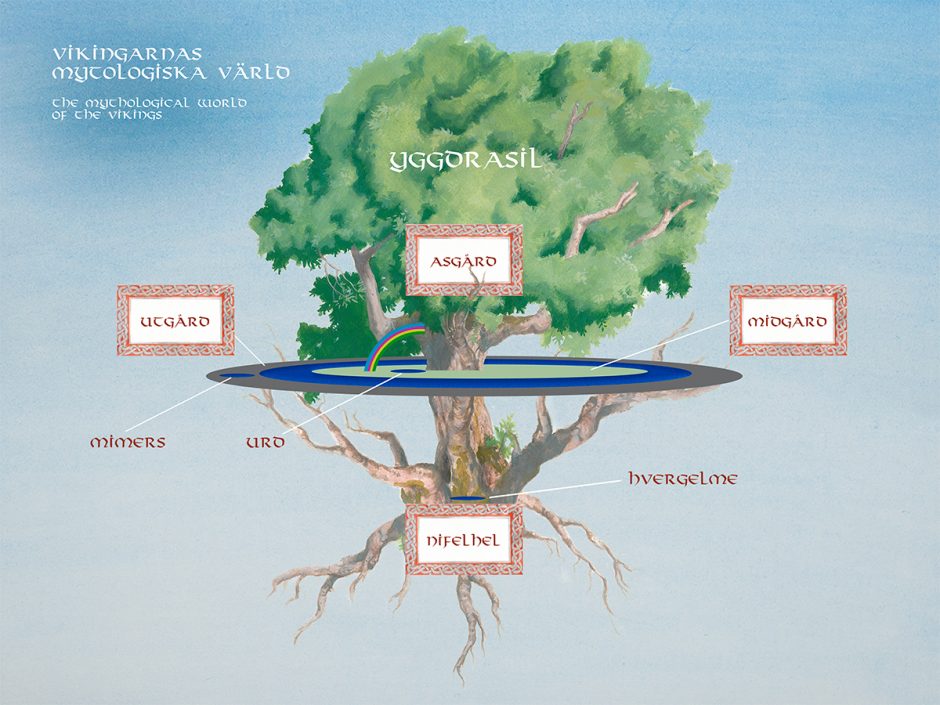 VIKINGARNAS
MYTOLOGISKA VÄRLD
THE MYTHOLOGICAL WORLD
OF THE VIKINGS
YGGDRASIL
ASGÅRD
UTGÅRD
MIDGÅRD
MIMERS
URD
HVERGELME
NIFELHEL